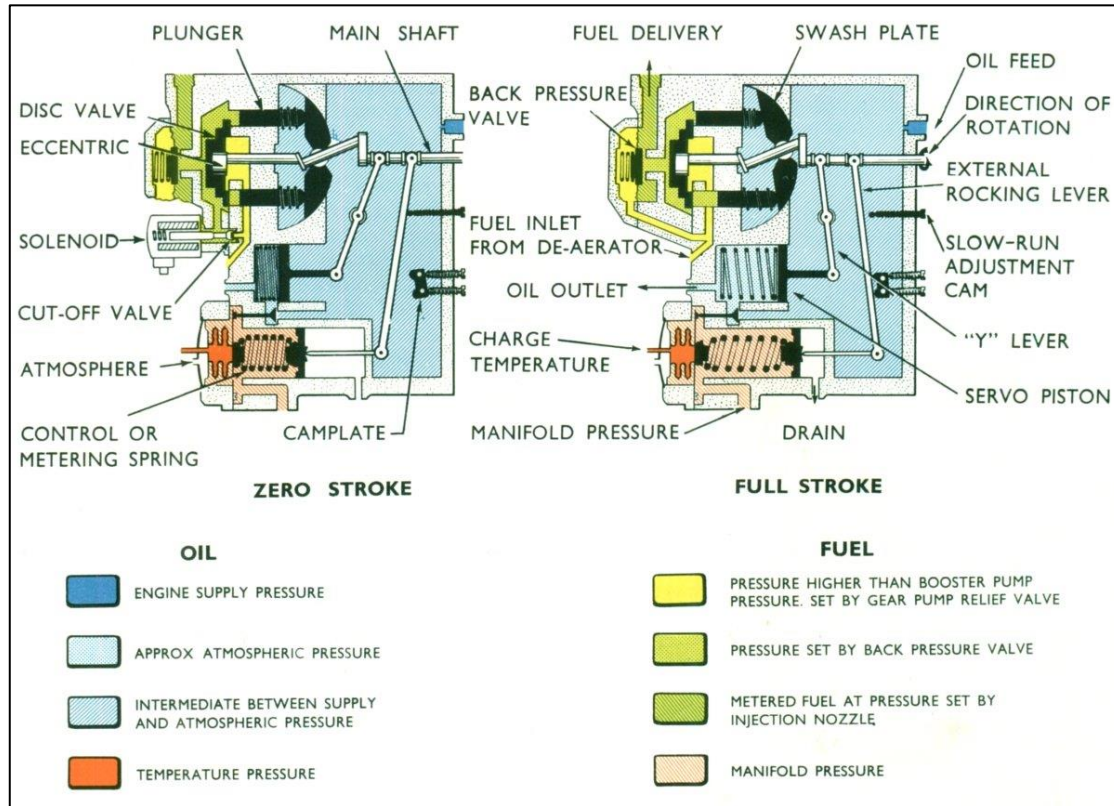 PLUNGER
MAIN SHAFT
DISC VALVE
ECCENTRIC
SOLENOID
CUT-OFF VALVE
ATMOSPHERE
CONTROL OR
METERING SPRING
CAMPLATE
ZERO STROKE
FUEL DELIVERY
SWASH PLATE
BACK PRESSURE
VALVE
OIL FEED
DIRECTION OF
ROTATION
EXTERNAL
ROCKING LEVER
FUEL INLET
FROM DE-AERATOR
SLOW-RUN
ADJUSTMENT
CAM
OIL OUTLET
"Y" LEVER
CHARGE
TEMPERATURE
SERVO PISTON
MANIFOLD PRESSURE
DRAIN
FULL STROKE
OIL
ENGINE SUPPLY PRESSURE
APPROX ATMOSPHERIC PRESSURE
INTERMEDIATE BETWEEN SUPPLY
AND ATMOSPHERIC PRESSURE
TEMPERATURE PRESSURE
FUEL
PRESSURE HIGHER THAN BOOSTER PUMP
PRESSURE. SET BY GEAR PUMP RELIEF VALVE
PRESSURE SET BY BACK PRESSURE VALVE
METERED FUEL AT PRESSURE SET BY
INJECTION NOZZLE
MANIFOLD PRESSURE